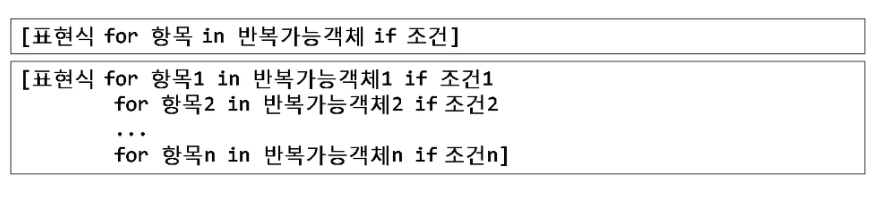 [표현식 for 항목 in 반복가능객체 if 조건]
[표현식 for 항목1 in 반복가능객체1 if 조건1
for 항목2 in 반복가능객체2 if 조건2
...
for 항목n in 반복가능객체n if 조건n]